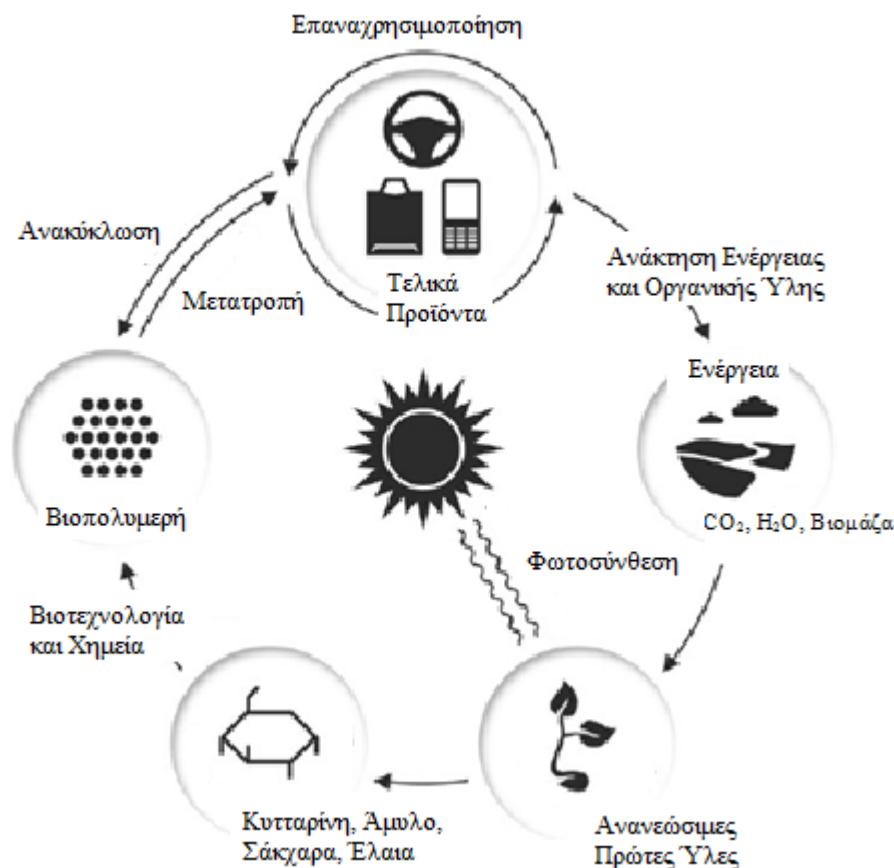 Επαναχρησιμοποίηση
Ανακύκλωση
Μετατροπή
Τελικά
Προϊόντα
Ανάκτηση Ενέργειας
και Οργανικής Ύλης
Ενέργεια
CO₂, H₂O, Βιομάζα
Βιοπολυμερή
Φωτοσύνθεση
Βιοτεχνολογία
και Χημεία
Κυτταρίνη, Άμυλο,
Σάκχαρα, Έλαια
Ανανεώσιμες
Πρώτες Ύλες